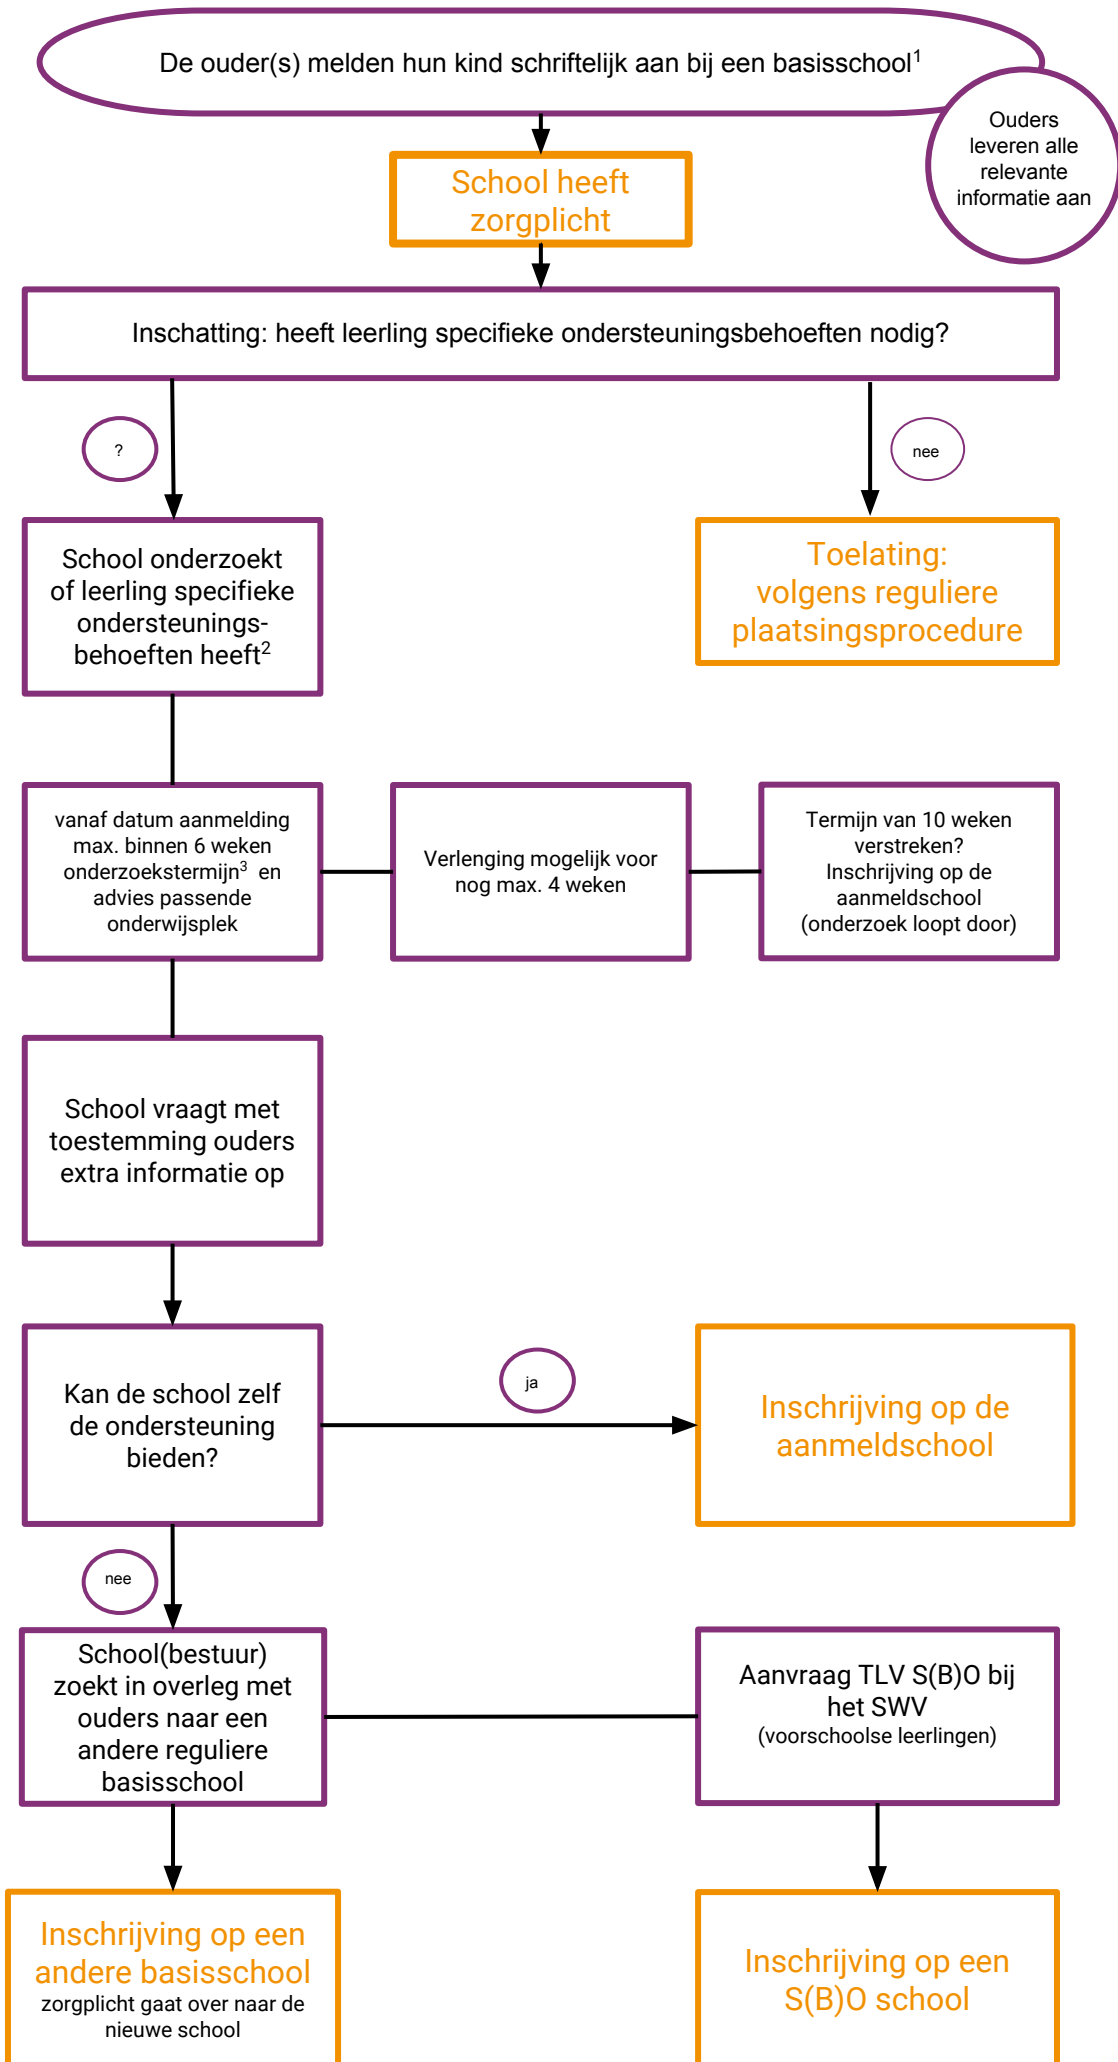 De ouder(s) melden hun kind schriftelijk aan bij een basisschool¹
Ouders
leveren alle
relevante
informatie aan
School heeft
zorgplicht
Inschatting: heeft leerling specifieke ondersteuningsbehoeften nodig?
?
nee
School onderzoekt
of leerling specifieke
ondersteunings-
behoeften heeft²
Toelating:
volgens reguliere
plaatsingsprocedure
vanaf datum aanmelding
max. binnen 6 weken
onderzoekstermijn³ en
advies passende
onderwijsplek
Verlenging mogelijk voor
nog max. 4 weken
Termijn van 10 weken
verstreken?
Inschrijving op de
aanmeldschool
(onderzoek loopt door)
School vraagt met
toestemming ouders
extra informatie op
Kan de school zelf
de ondersteuning
bieden?
ja
Inschrijving op de
aanmeldschool
nee
School(bestuur)
zoekt in overleg met
ouders naar een
andere reguliere
basisschool
Aanvraag TLV S(B)O bij
het SWV
(voorschoolse leerlingen)
Inschrijving op een
andere basisschool
zorgplicht gaat over naar de
nieuwe school
Inschrijving op een
S(B)O school